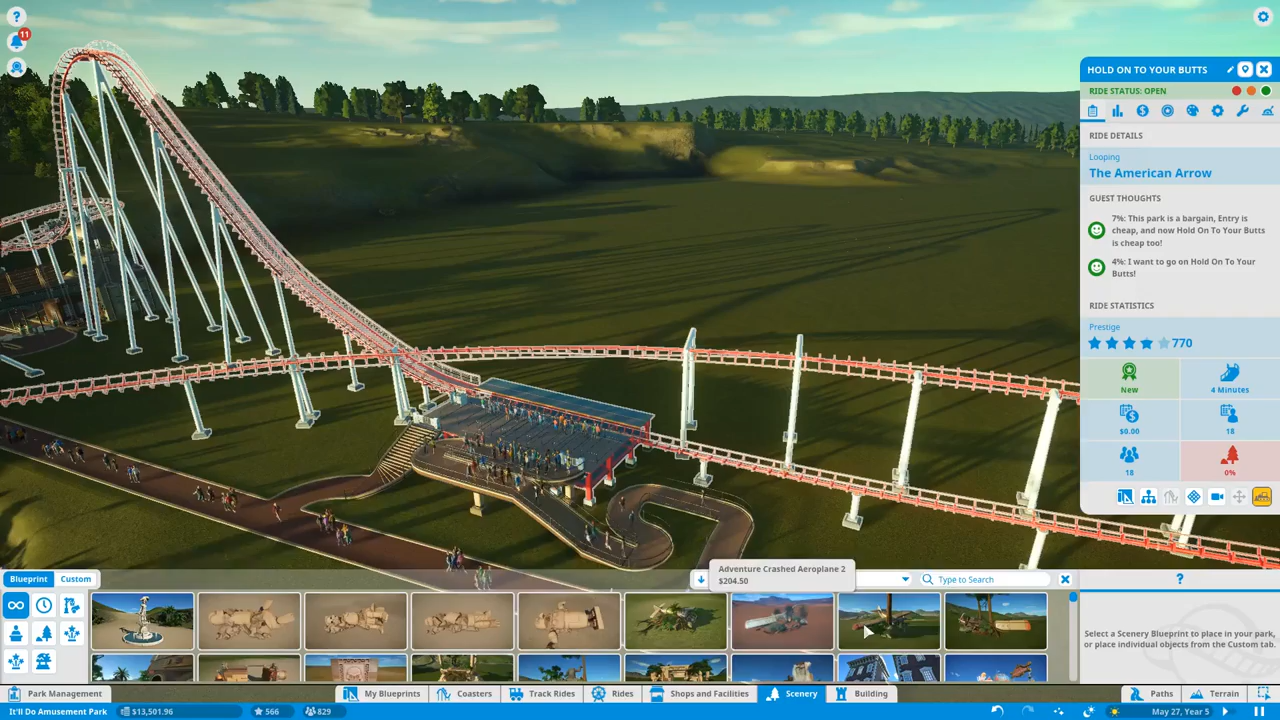 11
HOLD ON TO YOUR BUTTS
RIDE STATUS: OPEN
RIDE DETAILS
Looping
The American Arrow
GUEST THOUGHTS
7%: This park is a bargain, Entry is
cheap, and now Hold On To Your Butts
is cheap too!
4%: I want to go on Hold On To Your
Butts!
RIDE STATISTICS
Prestige
770
New
4 Minutes
$0.00
18
18
0%
Adventure Crashed Aeroplane 2
$204.50
Blueprint
Custom
Type to Search
?
Select a Scenery Blueprint to place in your park,
or place individual objects from the Custom tab.
Park Management
My Blueprints
Coasters
Track Rides
Rides
Shops and Facilities
Scenery
Building
Paths
Terrain
It'll Do Amusement Park
$13,501.96
566
829
May 27, Year 5